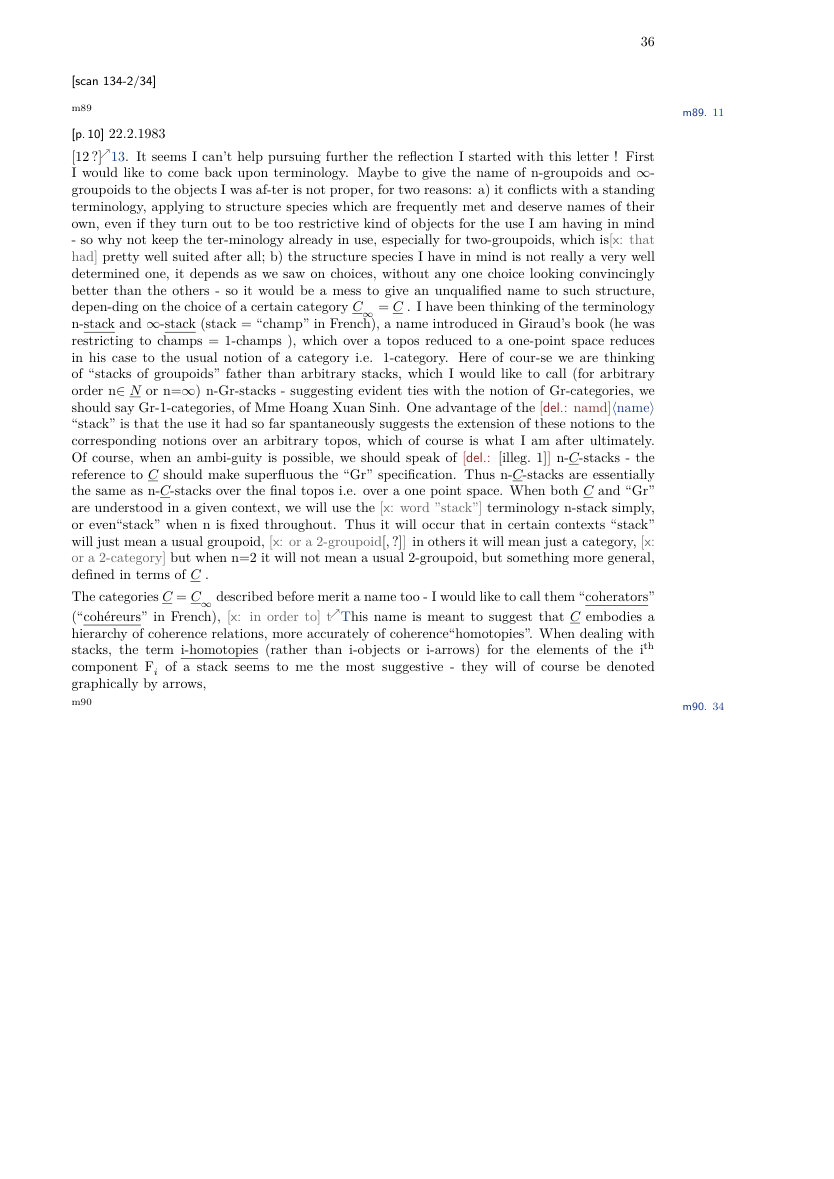 36
[scan 134-2/34]
m89
m89. 11
[p. 10] 22.2.1983
[12 ?]↗13. It seems I can't help pursuing further the reflection I started with this letter ! First
I would like to come back upon terminology. Maybe to give the name of n-groupoids and ∞-
groupoids to the objects I was af-ter is not proper, for two reasons: a) it conflicts with a standing
terminology, applying to structure species which are frequently met and deserve names of their
own, even if they turn out to be too restrictive kind of objects for the use I am having in mind
- so why not keep the ter-minology already in use, especially for two-groupoids, which is[x: that
had] pretty well suited after all; b) the structure species I have in mind is not really a very well
determined one, it depends as we saw on choices, without any one choice looking convincingly
better than the others - so it would be a mess to give an unqualified name to such structure,
depen-ding on the choice of a certain category C∞ = C . I have been thinking of the terminology
n-stack and ∞-stack (stack = “champ” in French), a name introduced in Giraud's book (he was
restricting to champs = 1-champs ), which over a topos reduced to a one-point space reduces
in his case to the usual notion of a category i.e. 1-category. Here of cour-se we are thinking
of “stacks of groupoids” father than arbitrary stacks, which I would like to call (for arbitrary
order n∈ N or n=∞) n-Gr-stacks - suggesting evident ties with the notion of Gr-categories, we
should say Gr-1-categories, of Mme Hoang Xuan Sinh. One advantage of the [del.: namd]⟨name⟩
“stack” is that the use it had so far spontaneously suggests the extension of these notions to the
corresponding notions over an arbitrary topos, which of course is what I am after ultimately.
Of course, when an ambi-guity is possible, we should speak of [del.: [illeg. 1]] n-C-stacks - the
reference to C should make superfluous the “Gr” specification. Thus n-C-stacks are essentially
the same as n-C-stacks over the final topos i.e. over a one point space. When both C and “Gr”
are understood in a given context, we will use the [x: word ”stack”] terminology n-stack simply,
or even“stack” when n is fixed throughout. Thus it will occur that in certain contexts “stack”
will just mean a usual groupoid, [x: or a 2-groupoid[, ?]] in others it will mean just a category, [x:
or a 2-category] but when n=2 it will not mean a usual 2-groupoid, but something more general,
defined in terms of C .
The categories C = C∞ described before merit a name too - I would like to call them “coherators”
(“cohéreurs” in French), [x: in order to] t↗This name is meant to suggest that C embodies a
hierarchy of coherence relations, more accurately of coherence“homotopies”. When dealing with
stacks, the term i-homotopies (rather than i-objects or i-arrows) for the elements of the ith
component Fi of a stack seems to me the most suggestive - they will of course be denoted
graphically by arrows,
m90
m90. 34